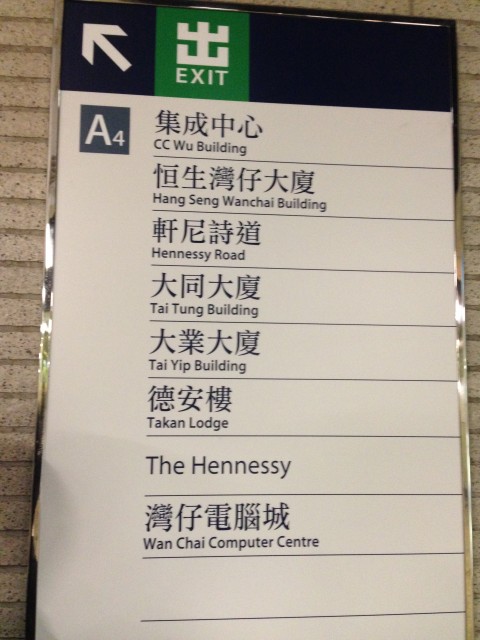 出
EXIT
A4
集成中心
CC Wu Building
恒生灣仔大廈
Hang Seng Wanchai Building
軒尼詩道
Hennessy Road
大同大廈
Tai Tung Building
大業大廈
Tai Yip Building
德安樓
Takan Lodge
The Hennessy
灣仔電腦城
Wan Chai Computer Centre